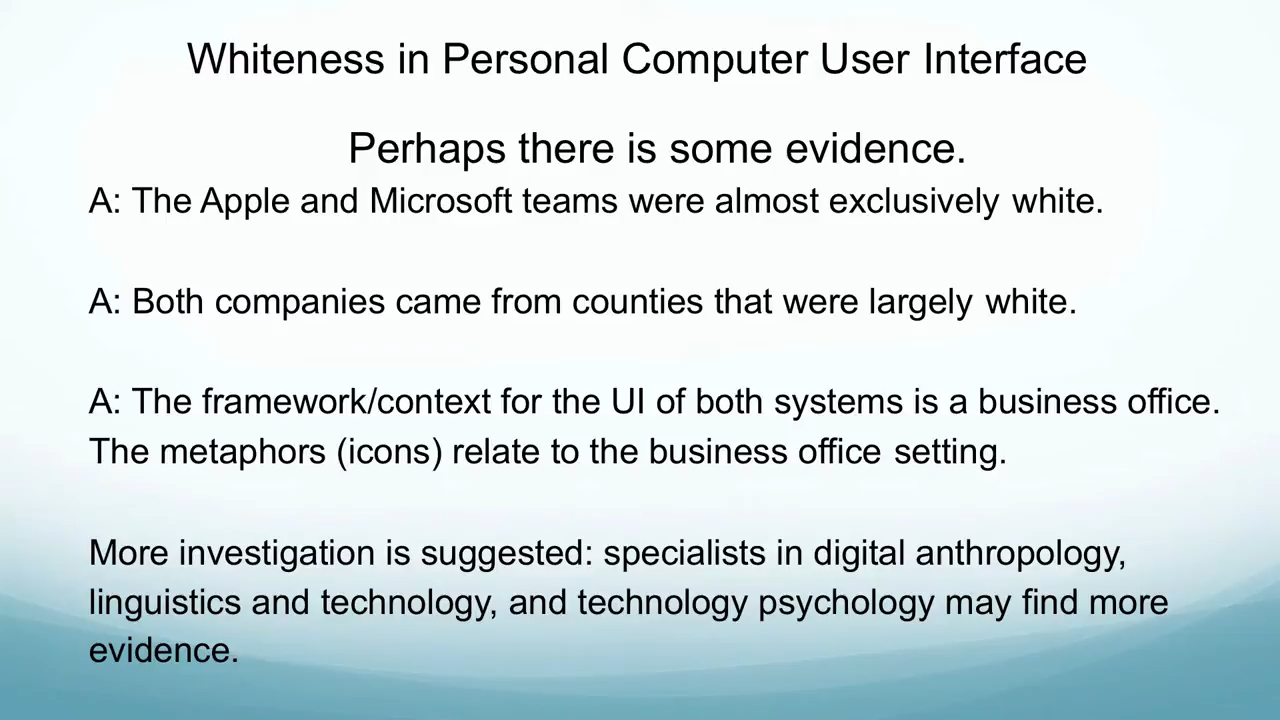 Whiteness in Personal Computer User Interface
Perhaps there is some evidence.
A: The Apple and Microsoft teams were almost exclusively white.
A: Both companies came from counties that were largely white.
A: The framework/context for the UI of both systems is a business office.
The metaphors (icons) relate to the business office setting.
More investigation is suggested: specialists in digital anthropology,
linguistics and technology, and technology psychology may find more
evidence.